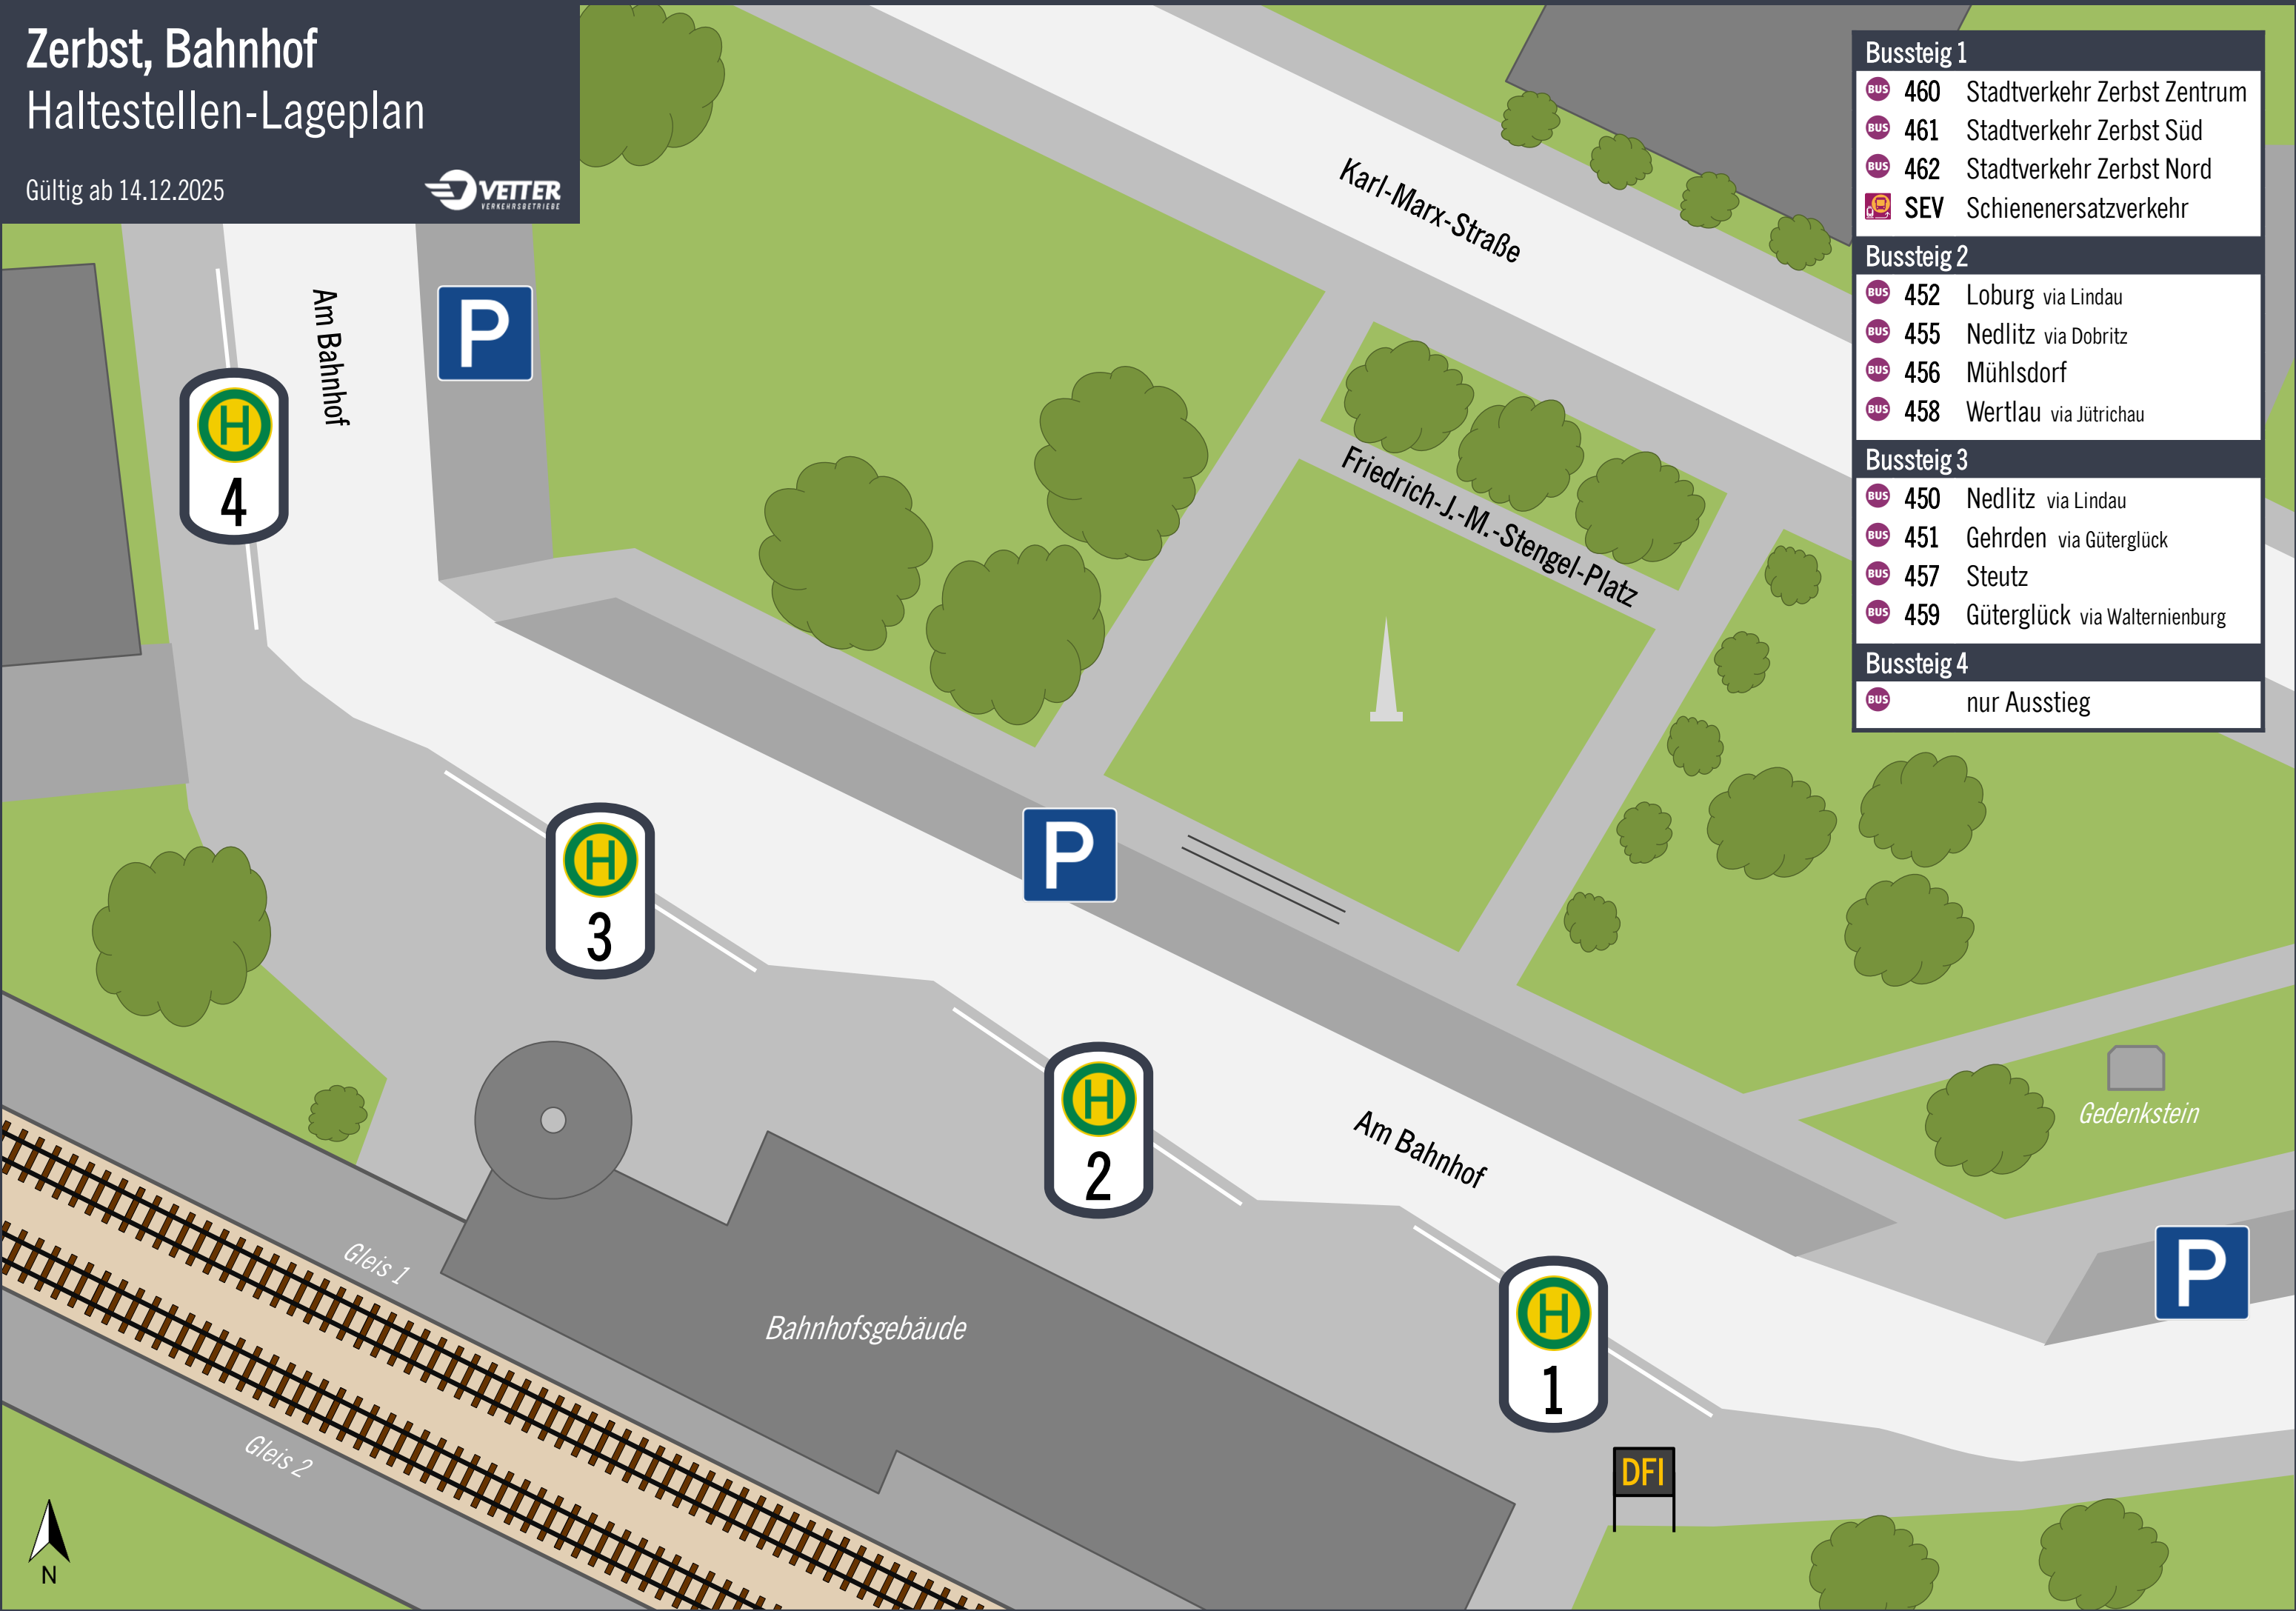 Zerbst, Bahnhof
Haltestellen-Lageplan
Gültig ab 14.12.2025
VETTER
VERKEHRSBETRIEBE
Bussteig 1
BUS 460 Stadtverkehr Zerbst Zentrum
BUS 461 Stadtverkehr Zerbst Süd
BUS 462 Stadtverkehr Zerbst Nord
SEV Schienenersatzverkehr
Bussteig 2
BUS 452 Loburg via Lindau
BUS 455 Nedlitz via Dobritz
BUS 456 Mühlsdorf
BUS 458 Wertlau via Jütrichau
Bussteig 3
BUS 450 Nedlitz via Lindau
BUS 451 Gehrden via Güterglück
BUS 457 Steutz
BUS 459 Güterglück via Walternienburg
Bussteig 4
BUS nur Ausstieg
Karl-Marx-Straße
Am Bahnhof
P
H
4
Friedrich-J.-M.-Stengel-Platz
P
H
3
H
2
Am Bahnhof
Gedenkstein
P
H
1
Gleis 1
Bahnhofsgebäude
Gleis 2
DFI
N